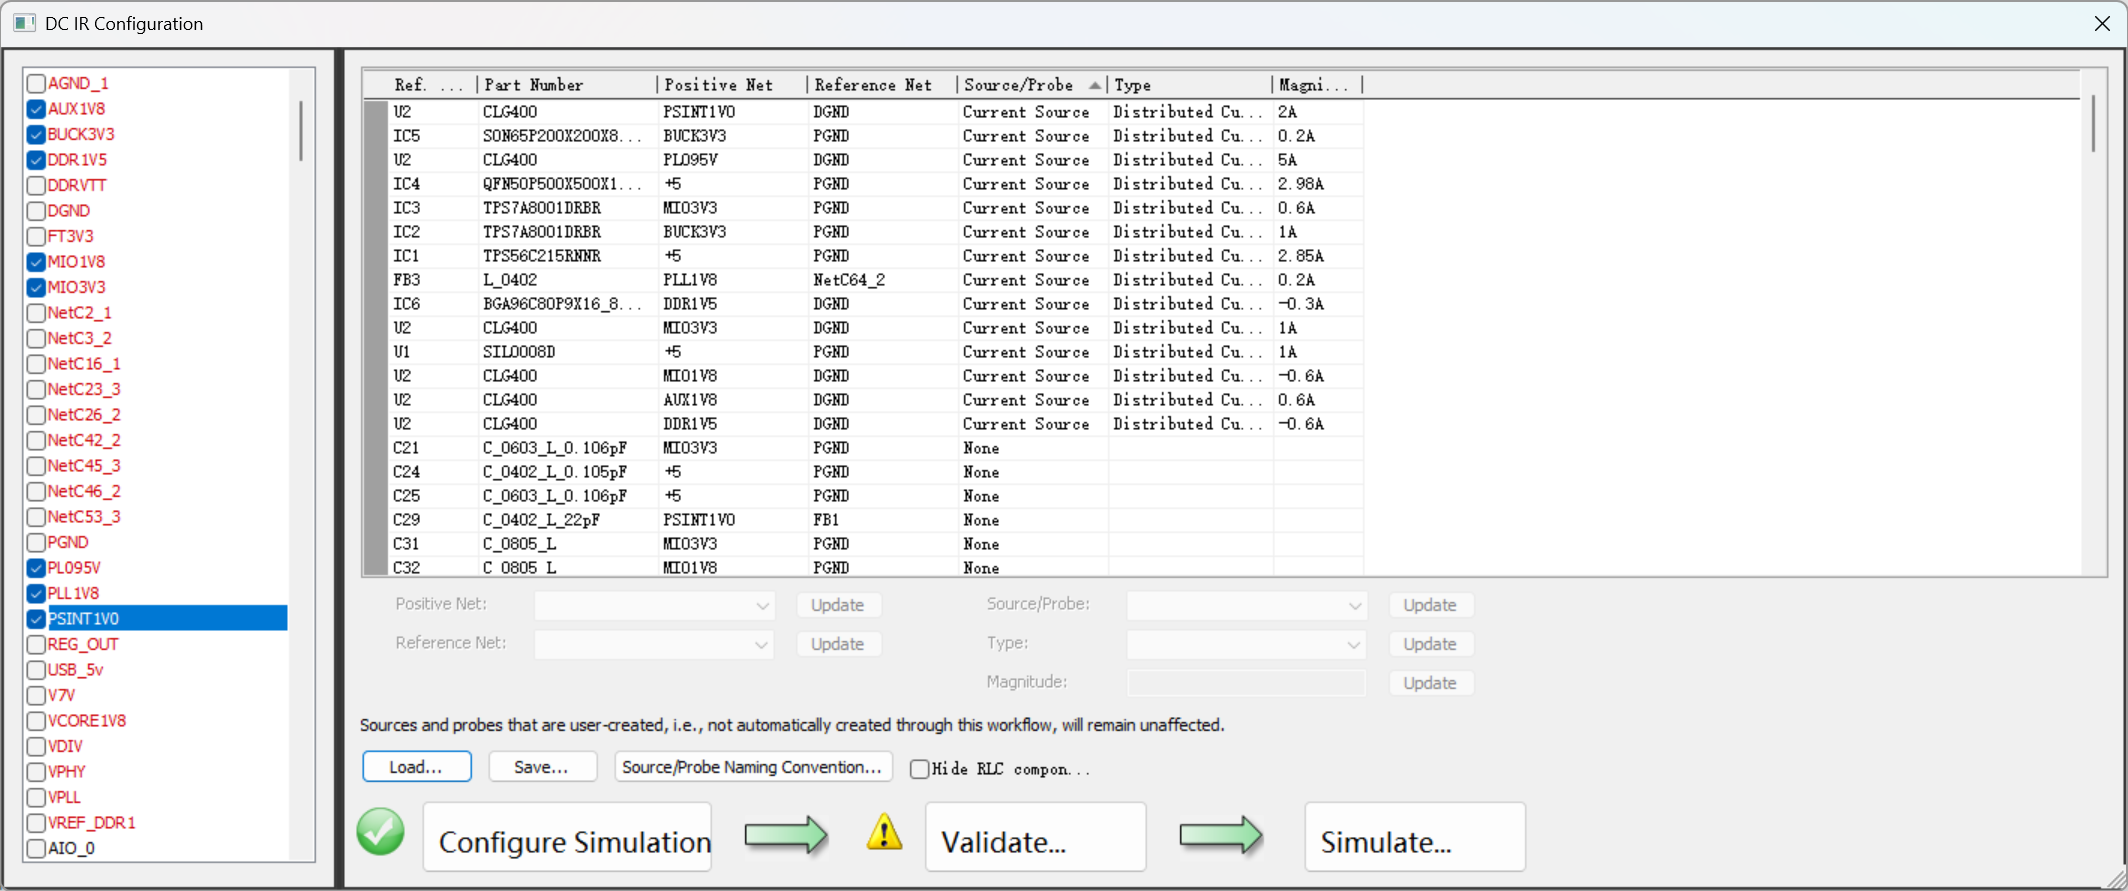 DC IR Configuration
AGND_1
AUX1V8
BUCK3V3
DDR1V5
DDRVTT
DGND
FT3V3
MIO1V8
MIO3V3
NetC2_1
NetC3_2
NetC16_1
NetC23_3
NetC26_2
NetC42_2
NetC45_3
NetC46_2
NetC53_3
PGND
PL095V
PLL1V8
PSINT1V0
REG_OUT
USB_5v
V7V
VCORE1V8
VDIV
VPHY
VPLL
VREF_DDR1
AIO_0
Ref. ... Part Number Positive Net Reference Net Source/Probe Type Magni...
U2 CLG400 PSINT1V0 DGND Current Source Distributed Cu... 2A
IC5 SON65P200X200X8... BUCK3V3 PGND Current Source Distributed Cu... 0.2A
U2 CLG400 PL095V DGND Current Source Distributed Cu... 5A
IC4 QFN50P500X500X1... +5 PGND Current Source Distributed Cu... 2.98A
IC3 TPS7A8001DRBR MIO3V3 PGND Current Source Distributed Cu... 0.6A
IC2 TPS7A8001DRBR BUCK3V3 PGND Current Source Distributed Cu... 1A
IC1 TPS56C215RNNR +5 PGND Current Source Distributed Cu... 2.85A
FB3 L_0402 PLL1V8 NetC64_2 Current Source Distributed Cu... 0.2A
IC6 BGA96C80P9X16_8... DDR1V5 DGND Current Source Distributed Cu... -0.3A
U2 CLG400 MIO3V3 DGND Current Source Distributed Cu... 1A
U1 SIL0008D +5 PGND Current Source Distributed Cu... 1A
U2 CLG400 MIO1V8 DGND Current Source Distributed Cu... -0.6A
U2 CLG400 AUX1V8 DGND Current Source Distributed Cu... 0.6A
U2 CLG400 DDR1V5 DGND Current Source Distributed Cu... -0.6A
C21 C_0603_L_0.106pF MIO3V3 PGND None
C24 C_0402_L_0.105pF +5 PGND None
C25 C_0603_L_0.106pF +5 PGND None
C29 C_0402_L_22pF PSINT1V0 FB1 None
C31 C_0805_L MIO3V3 PGND None
C32 C_0805_L MIO1V8 PGND None
Positive Net: Update Source/Probe: Update
Reference Net: Update Type: Update
Magnitude: Update
Sources and probes that are user-created, i.e., not automatically created through this workflow, will remain unaffected.
Load... Save... Source/Probe Naming Convention... Hide RLC compon...
Configure Simulation Validate... Simulate...